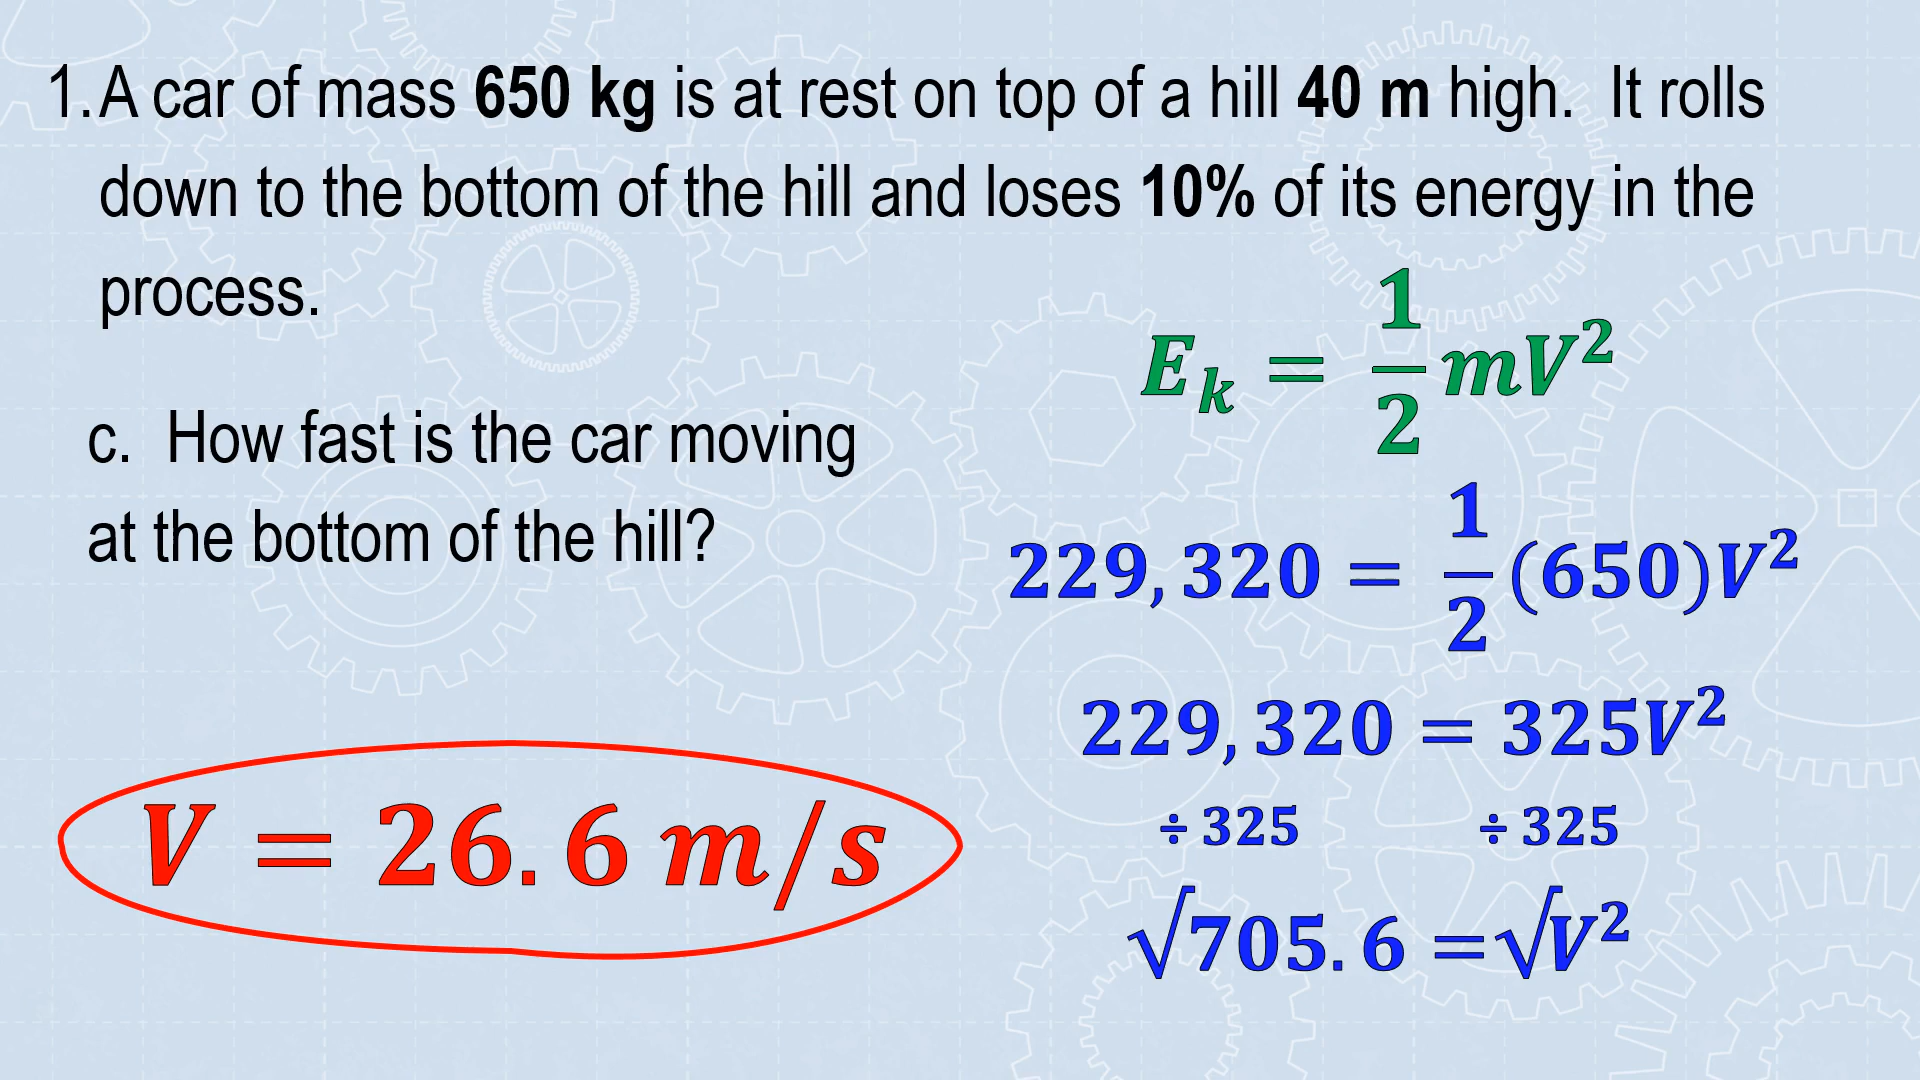 1. A car of mass 650 kg is at rest on top of a hill 40 m high. It rolls
down to the bottom of the hill and loses 10% of its energy in the
process.
c. How fast is the car moving
at the bottom of the hill?
V = 26.6 m/s
E_k = 1/2 mV²
229,320 = 1/2 (650)V²
229,320 = 325V²
÷ 325 ÷ 325
√705.6 = √V²